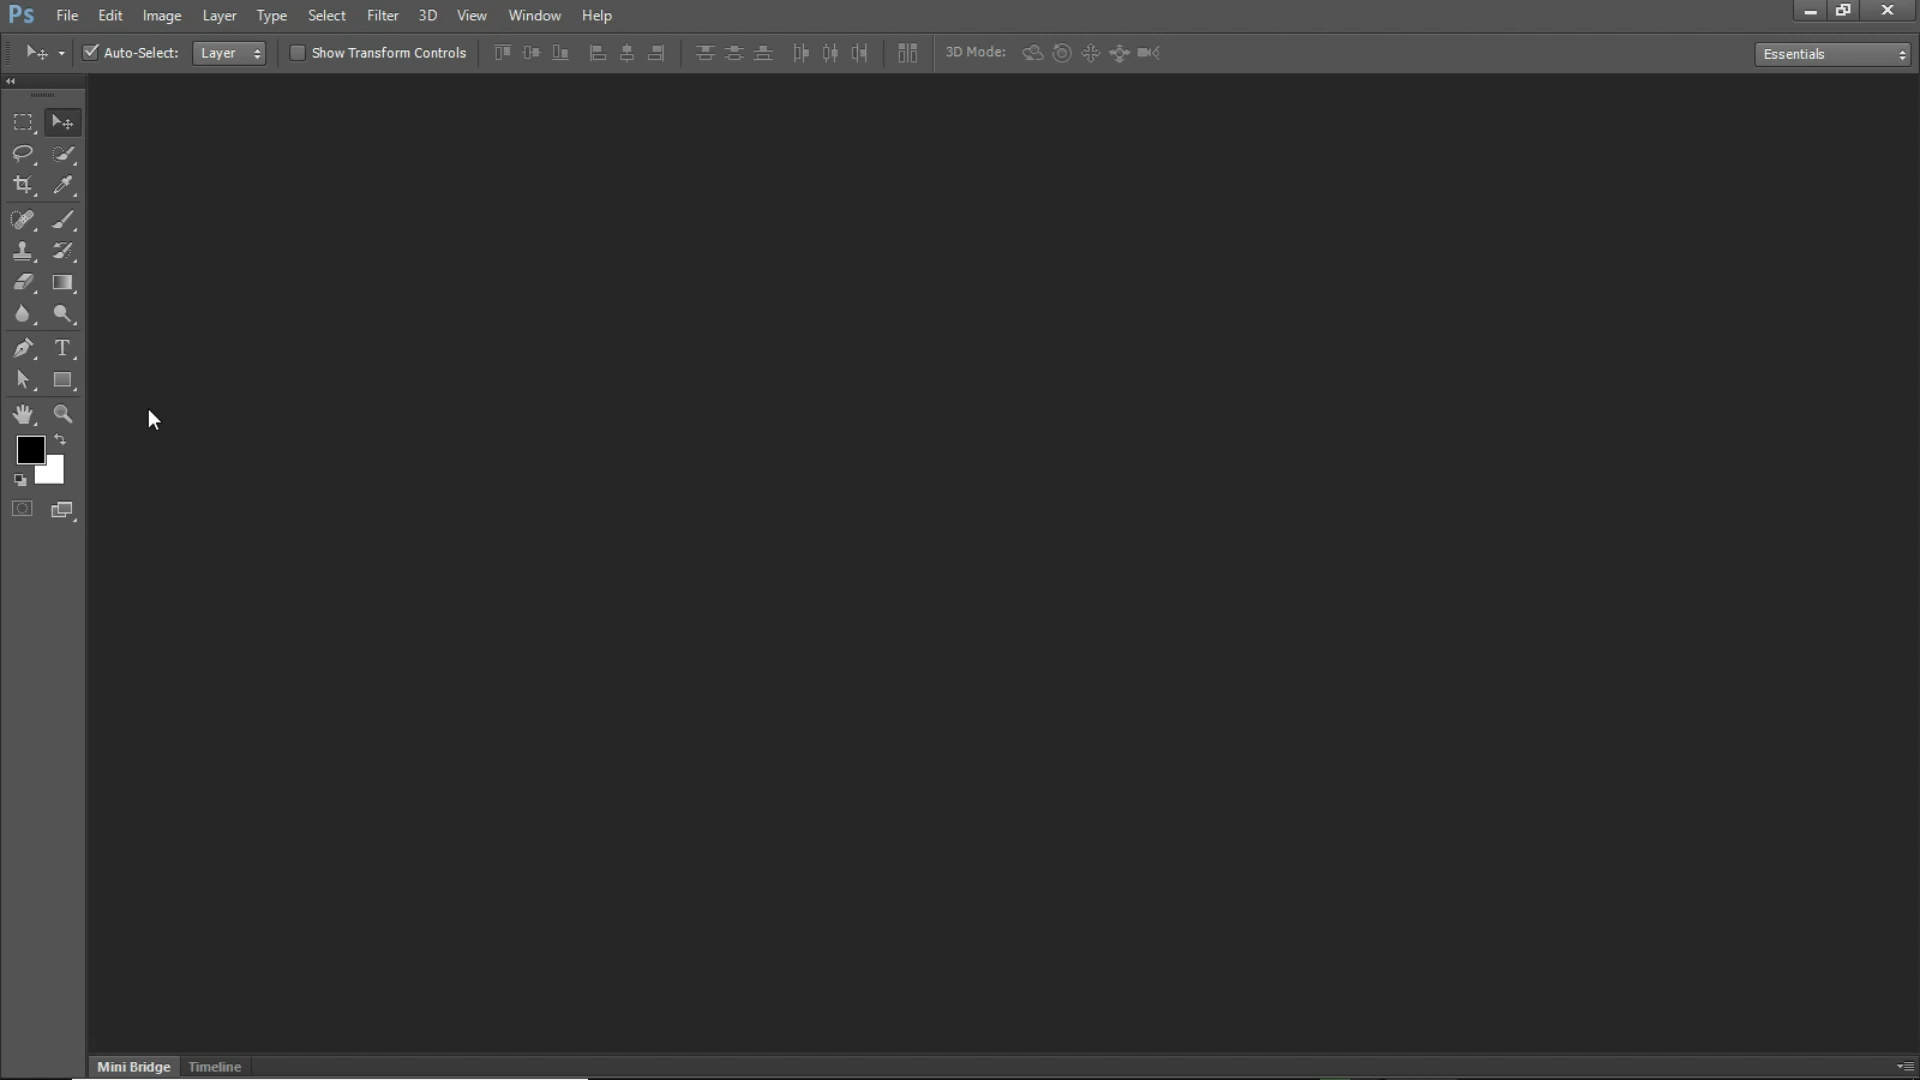 Ps File Edit Image Layer Type Select Filter 3D View Window Help
Auto-Select: Layer Show Transform Controls 3D Mode: Essentials
T
Mini Bridge Timeline